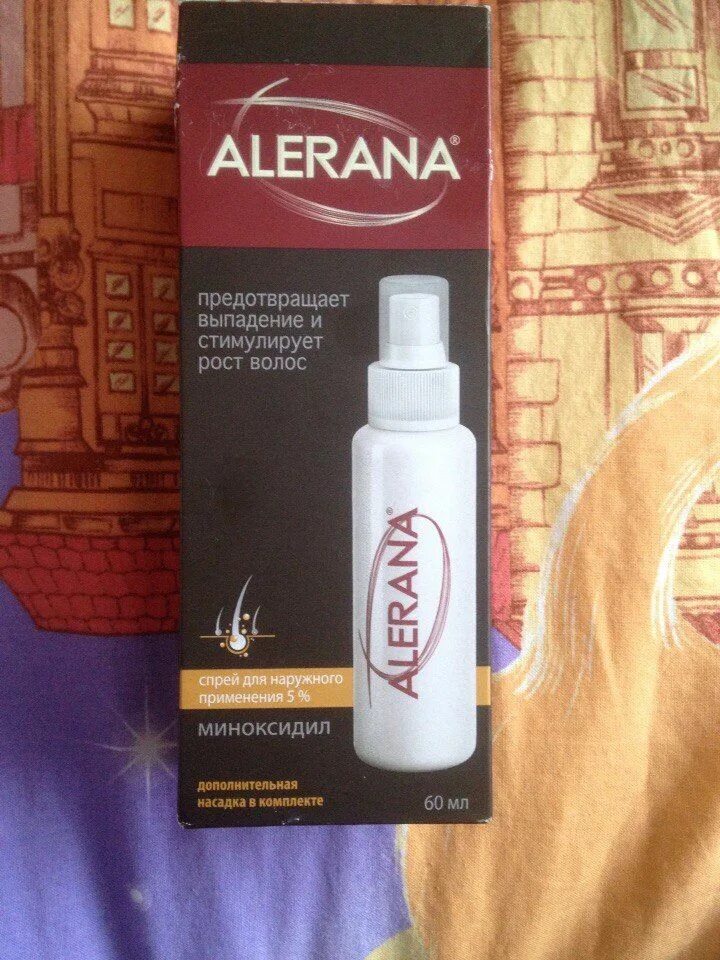 ALERANA®
предотвращает
выпадение и
стимулирует
рост волос
ALERANA®
спрей для наружного
применения 5 %
миноксидил
дополнительная
насадка в комплекте
60 мл